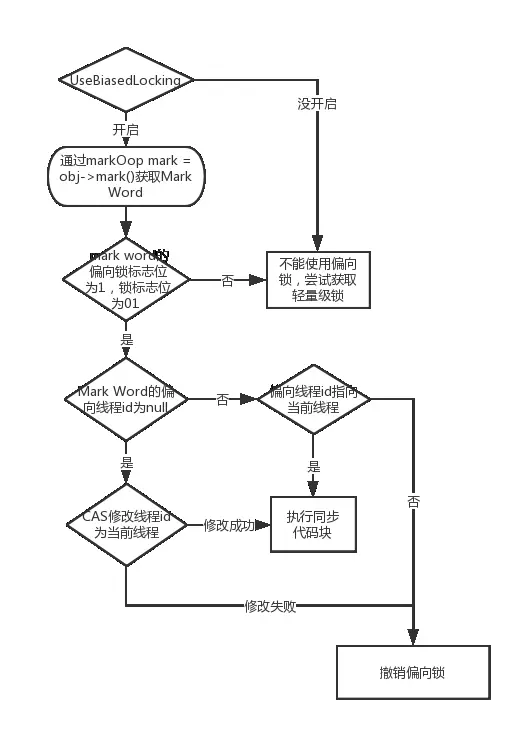 UseBiasedLocking
没开启
开启
通过markOop mark =
obj->mark()获取Mark
Word
mark word的
偏向锁标志位
为1，锁标志位
为01
否
不能使用偏向
锁，尝试获取
轻量级锁
是
Mark Word的偏
向线程id为null
否
偏向线程id指向
当前线程
是
是
否
CAS修改线程id
为当前线程
修改成功
执行同步
代码块
修改失败
撤销偏向锁